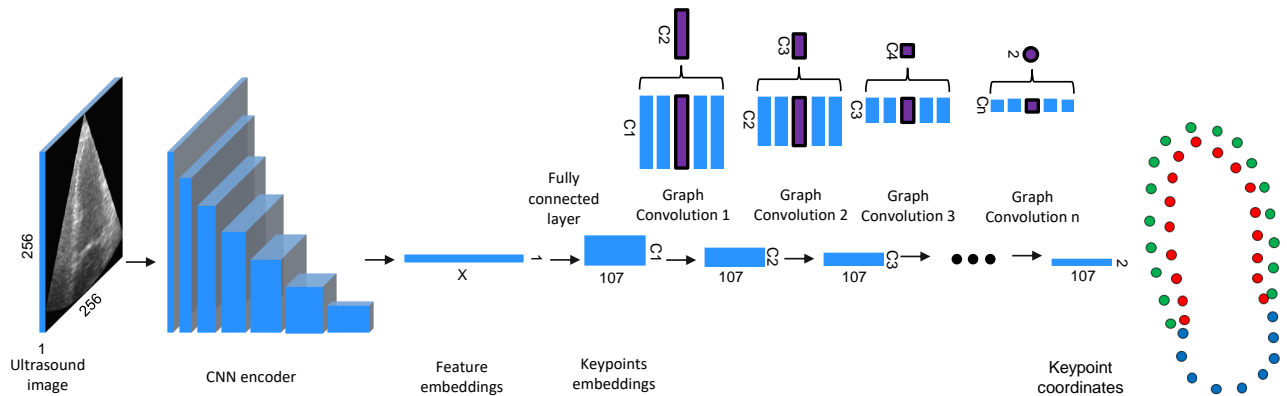 C2
C3
C4
2
C1
C2
C3
Cn
Fully
connected
layer
Graph
Convolution 1
Graph
Convolution 2
Graph
Convolution 3
Graph
Convolution n
256
256
1
X
1
107
C1
107
C2
107
C3
107
2
Ultrasound
image
CNN encoder
Feature
embeddings
Keypoints
embeddings
Keypoint
coordinates